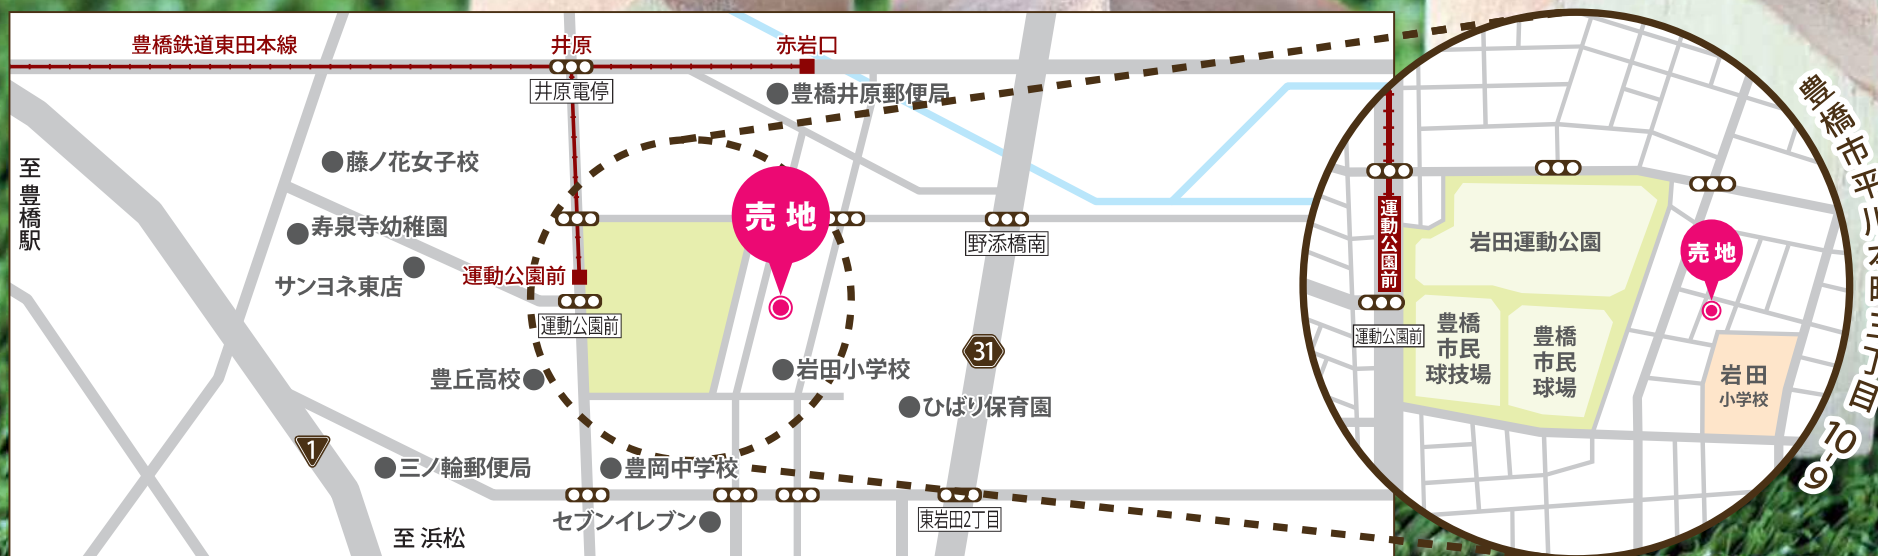 豊橋鉄道東田本線
井原
赤岩口
井原電停
豊橋井原郵便局
至 豊橋駅
藤ノ花女子校
寿泉寺幼稚園
サンヨネ東店
運動公園前
運動公園前
売地
野添橋南
31
豊丘高校
岩田小学校
ひばり保育園
1
三ノ輪郵便局
豊岡中学校
セブンイレブン
東岩田2丁目
至 浜松
運動公園前
岩田運動公園
売地
運動公園前
豊橋
市民
球技場
豊橋
市民
球場
岩田
小学校
豊橋市平川本町三丁目10-9